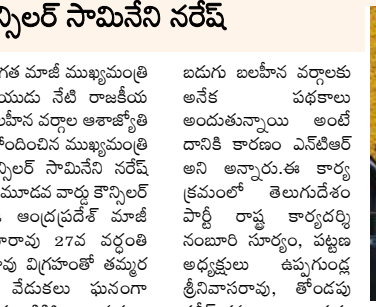 న్సిలర్ సామినేని నరేష్
గత మాజీ ముఖ్యమంత్రి
యుడు నేటి రాజకీయ
లహీన వర్గాల ఆశాజ్యోతి
హొందించిన ముఖ్యమంత్రి
న్సిలర్ సామినేని నరేష్
మూడవ వార్డు కౌన్సిలర్
, ఆంధ్రప్రదేశ్ మాజీ
రారావు 27వ వర్ధంతి
వు విగ్రహంతో తమ్మర
వేడుకలు ఘనంగా
బడుగు బలహీన వర్గాలకు
అనేక పథకాలు
అందుతున్నాయి అంటే
దానికి కారణం ఎన్‌టిఆర్
అని అన్నారు.ఈ కార్య
క్రమంలో తెలుగుదేశం
పార్టీ రాష్ట్ర కార్యదర్శి
నంబూరి సూర్యం, పట్టణ
అధ్యక్షులు ఉప్పగుండ్ల
శ్రీనివాసరావు, తోండపు